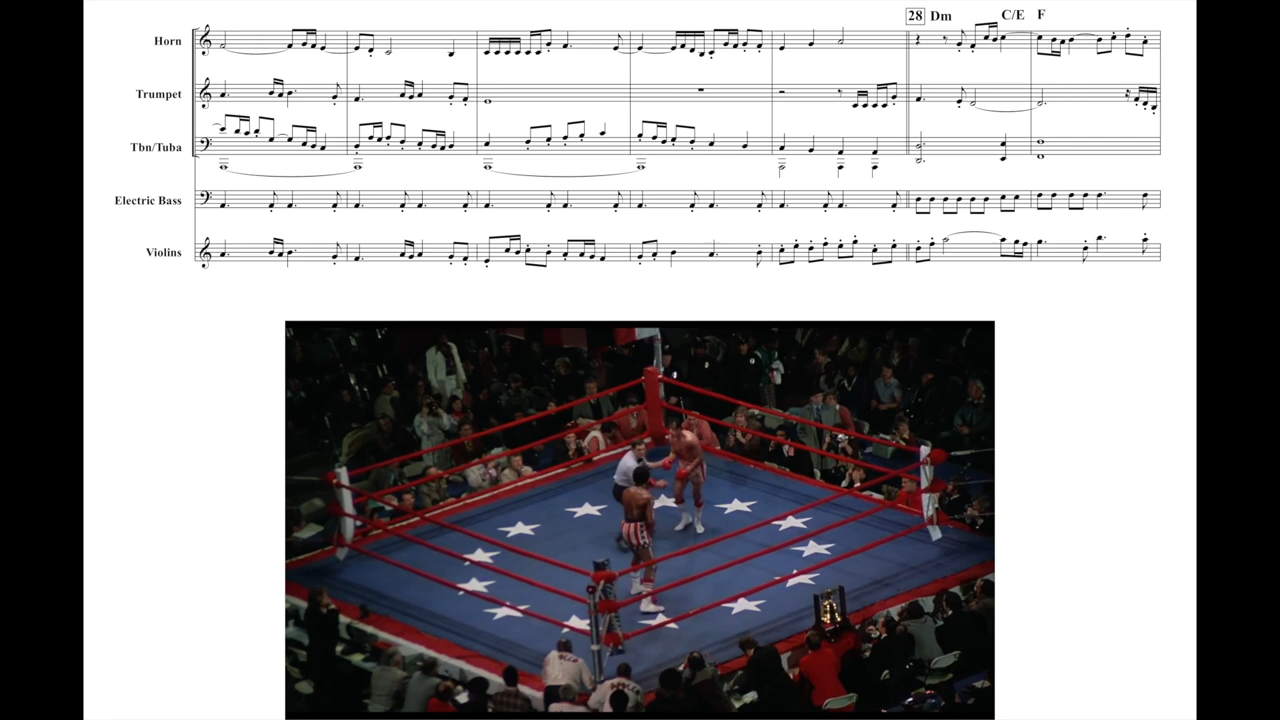 28 Dm C/E F
Horn
Trumpet
Tbn/Tuba
Electric Bass
Violins